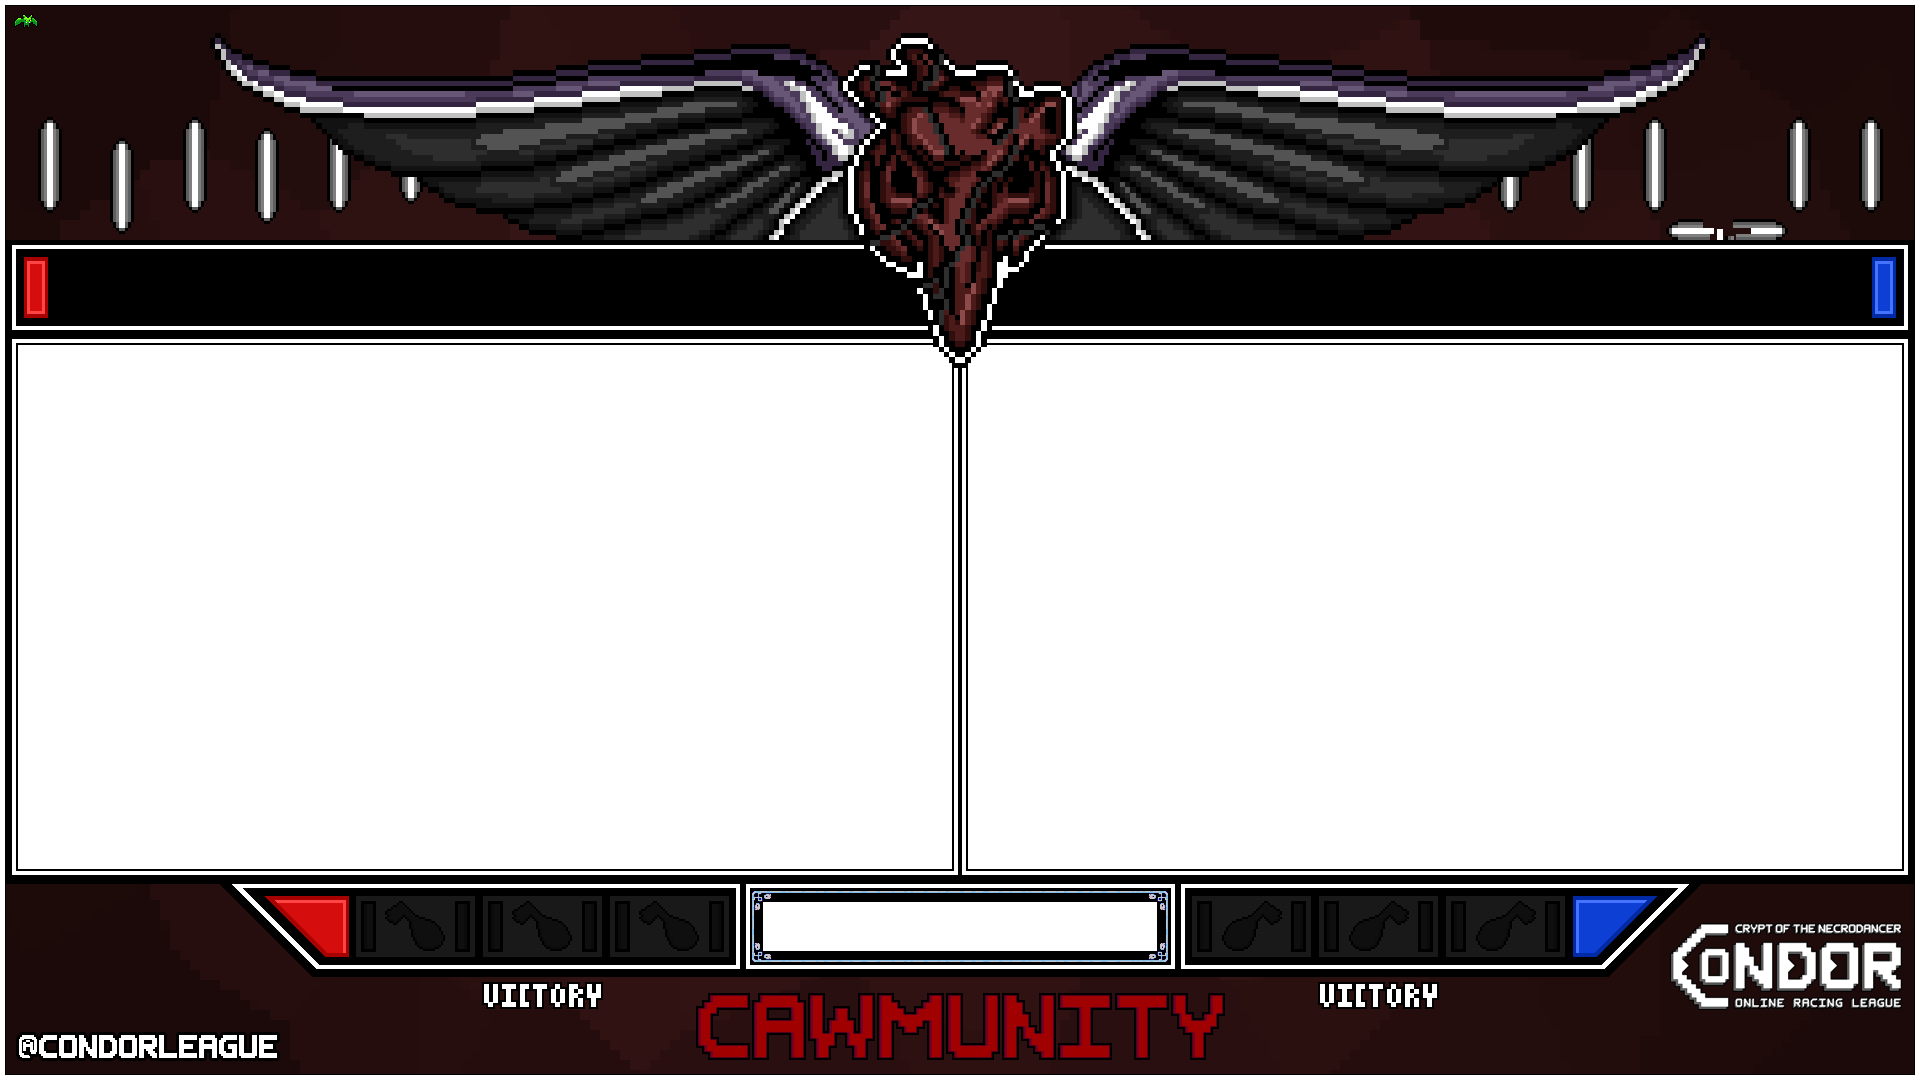 VICTORY
VICTORY
CAWMUNITY
@CONDORLEAGUE
CRYPT OF THE NECRODANCER
CONDOR
ONLINE RACING LEAGUE